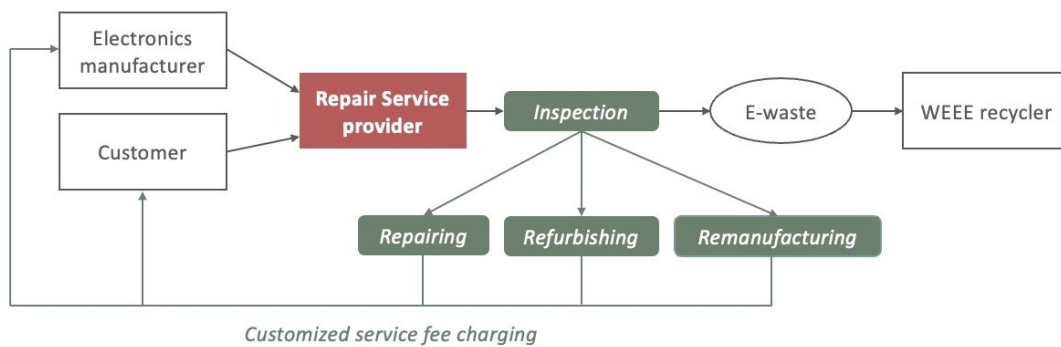 Electronics
manufacturer
Repair Service
provider
Inspection
E-waste
WEEE recycler
Customer
Repairing
Refurbishing
Remanufacturing
Customized service fee charging